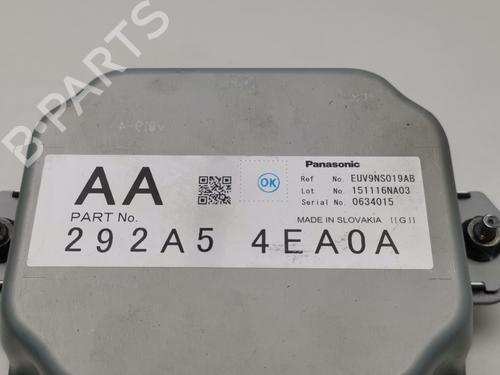 AA
PART No.
292A5 4EA0A
OK
Panasonic
Ref No. EUV9NS019AB
Lot No. 151116NA03
Serial No. 0634015
MADE IN SLOVAKIA ((G))
B-PARTS